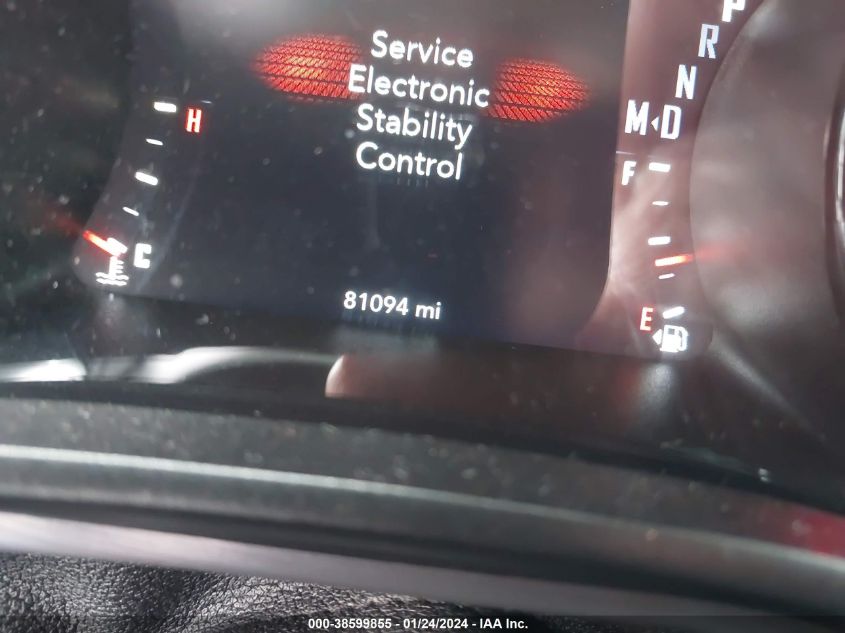 Service
Electronic
Stability
Control
81094 mi
H
C
P
R
N
M◂D
F
E
000-38599855 - 01/24/2024 - IAA Inc.